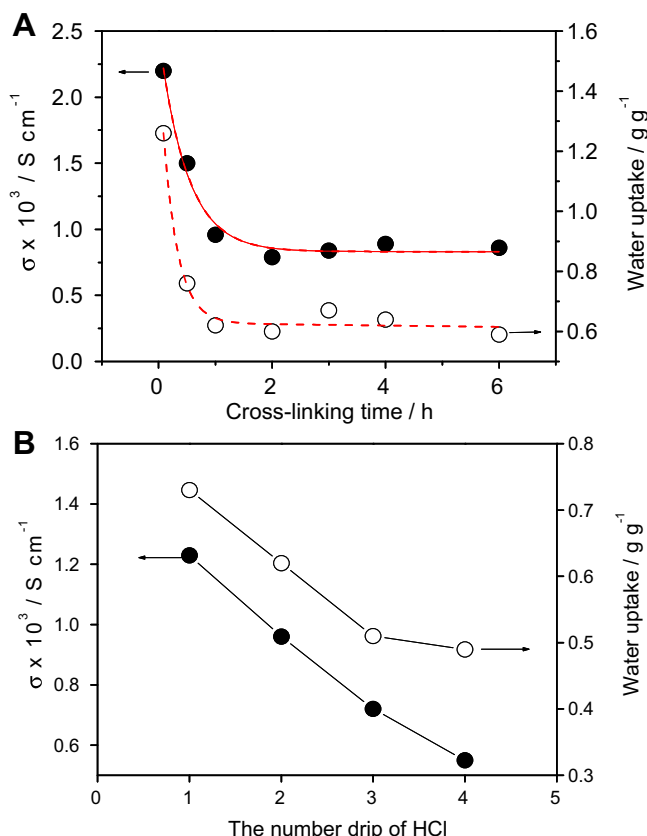 A
2.5
2.0
1.5
1.0
0.5
0.0
σ x 10³ / S cm⁻¹
1.6
1.4
1.2
1.0
0.8
0.6
Water uptake / g g⁻¹
0 2 4 6
Cross-linking time / h
B
1.6
1.4
1.2
1.0
0.8
0.6
σ x 10³ / S cm⁻¹
0.8
0.7
0.6
0.5
0.4
0.3
Water uptake / g g⁻¹
0 1 2 3 4 5
The number drip of HCl